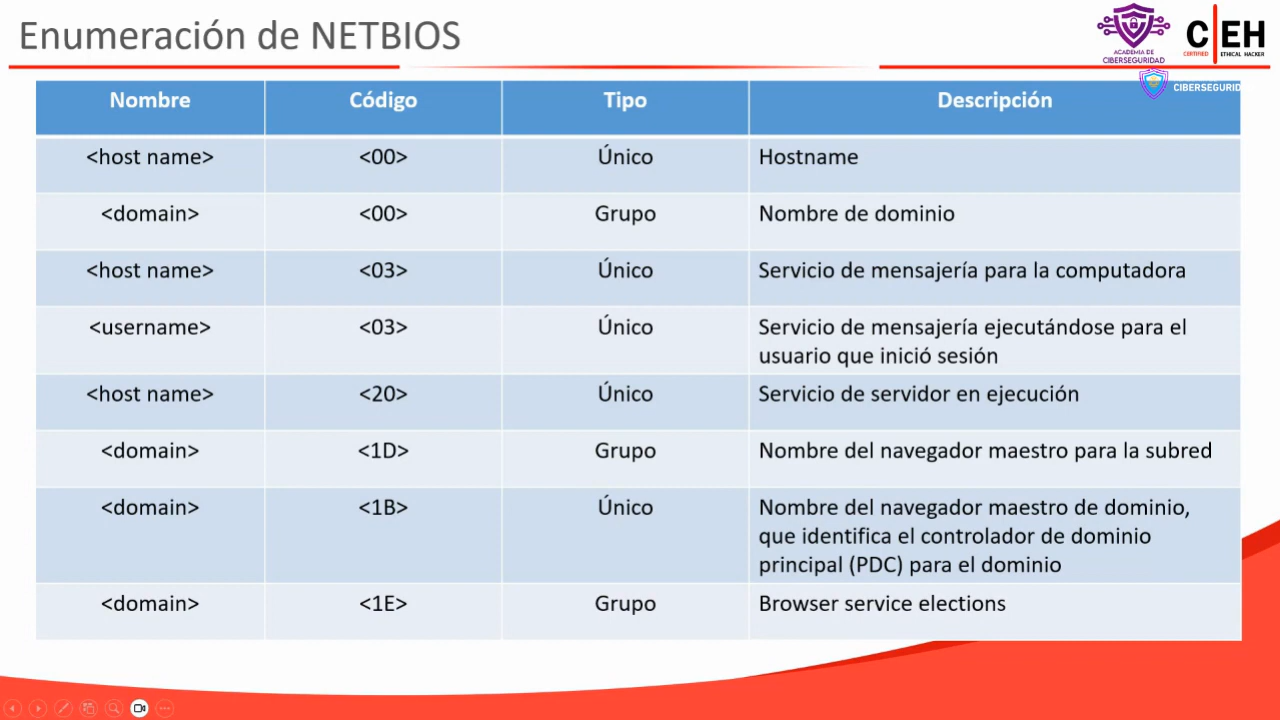 Enumeración de NETBIOS
ACADEMIA DE
CIBERSEGURIDAD
C|EH
CERTIFIED ETHICAL HACKER
Nombre Código Tipo Descripción
<host name> <00> Único Hostname
<domain> <00> Grupo Nombre de dominio
<host name> <03> Único Servicio de mensajería para la computadora
<username> <03> Único Servicio de mensajería ejecutándose para el
usuario que inició sesión
<host name> <20> Único Servicio de servidor en ejecución
<domain> <1D> Grupo Nombre del navegador maestro para la subred
<domain> <1B> Único Nombre del navegador maestro de dominio,
que identifica el controlador de dominio
principal (PDC) para el dominio
<domain> <1E> Grupo Browser service elections